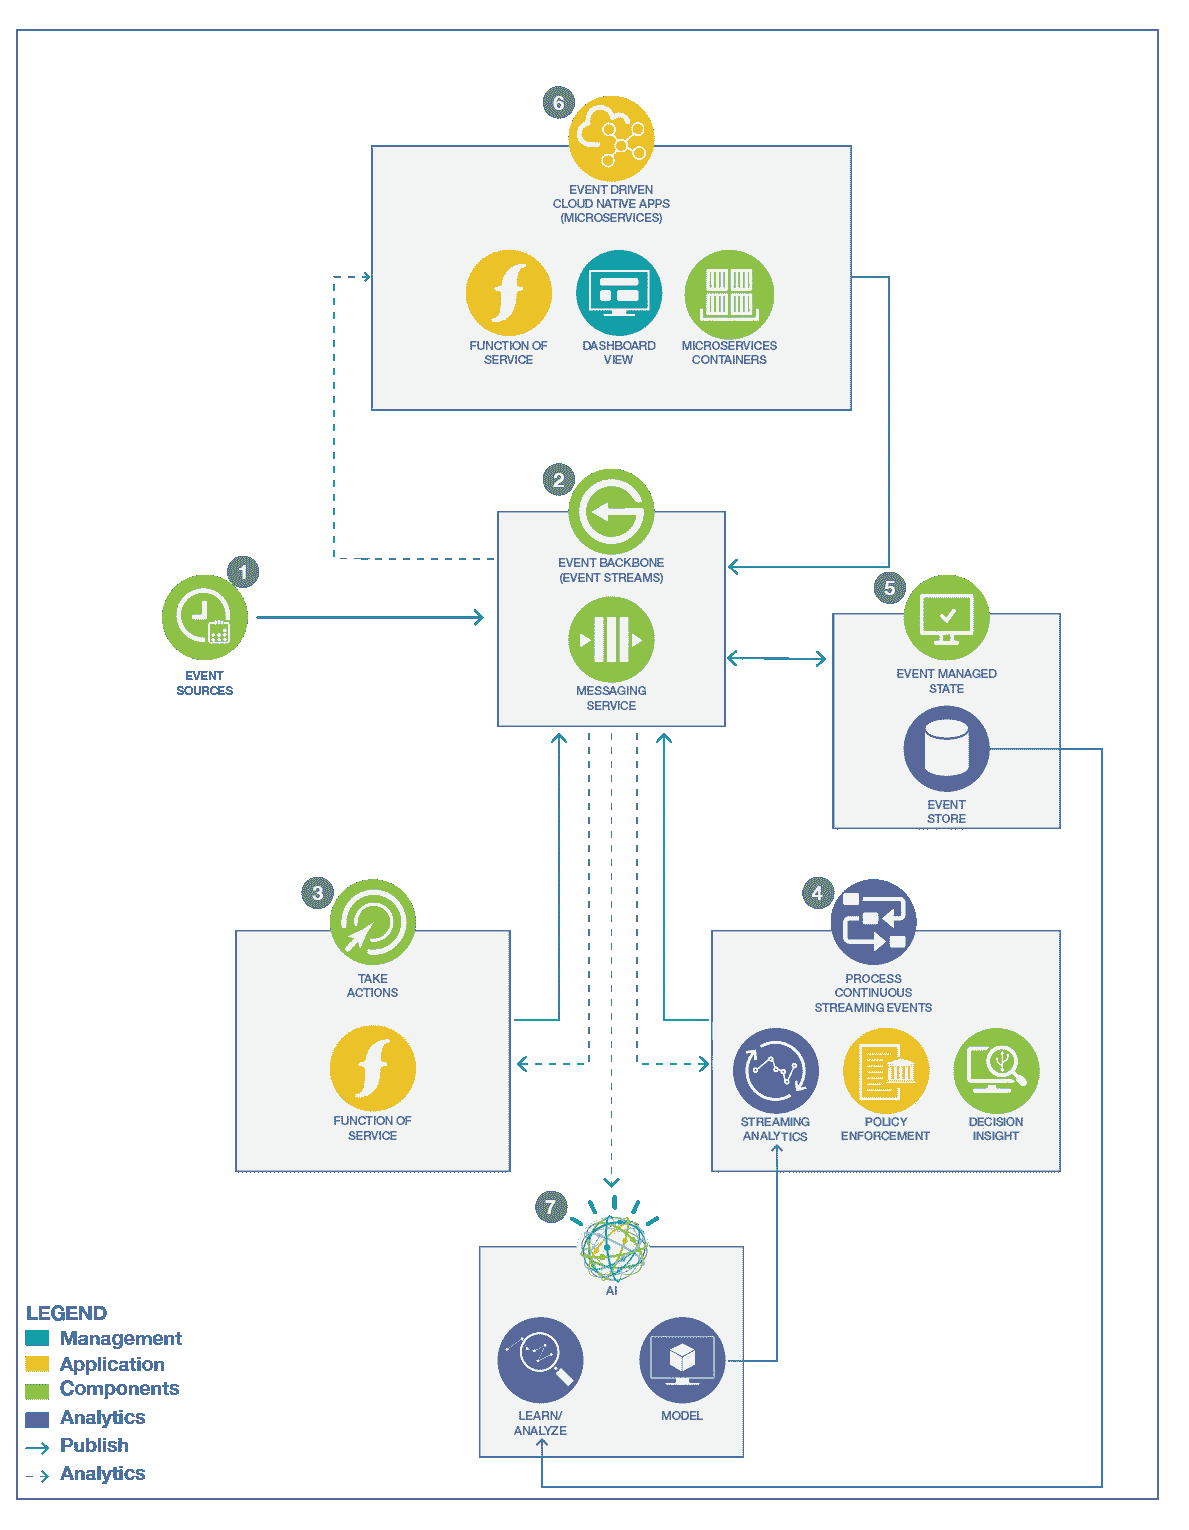 6
EVENT DRIVEN
CLOUD NATIVE APPS
(MICROSERVICES)
FUNCTION OF
SERVICE
DASHBOARD
VIEW
MICROSERVICES
CONTAINERS
2
EVENT BACKBONE
(EVENT STREAMS)
MESSAGING
SERVICE
1
EVENT
SOURCES
5
EVENT MANAGED
STATE
EVENT
STORE
3
TAKE
ACTIONS
FUNCTION OF
SERVICE
4
PROCESS
CONTINUOUS
STREAMING EVENTS
STREAMING
ANALYTICS
POLICY
ENFORCEMENT
DECISION
INSIGHT
7
AI
LEARN/
ANALYZE
MODEL
LEGEND
Management
Application
Components
Analytics
Publish
Analytics